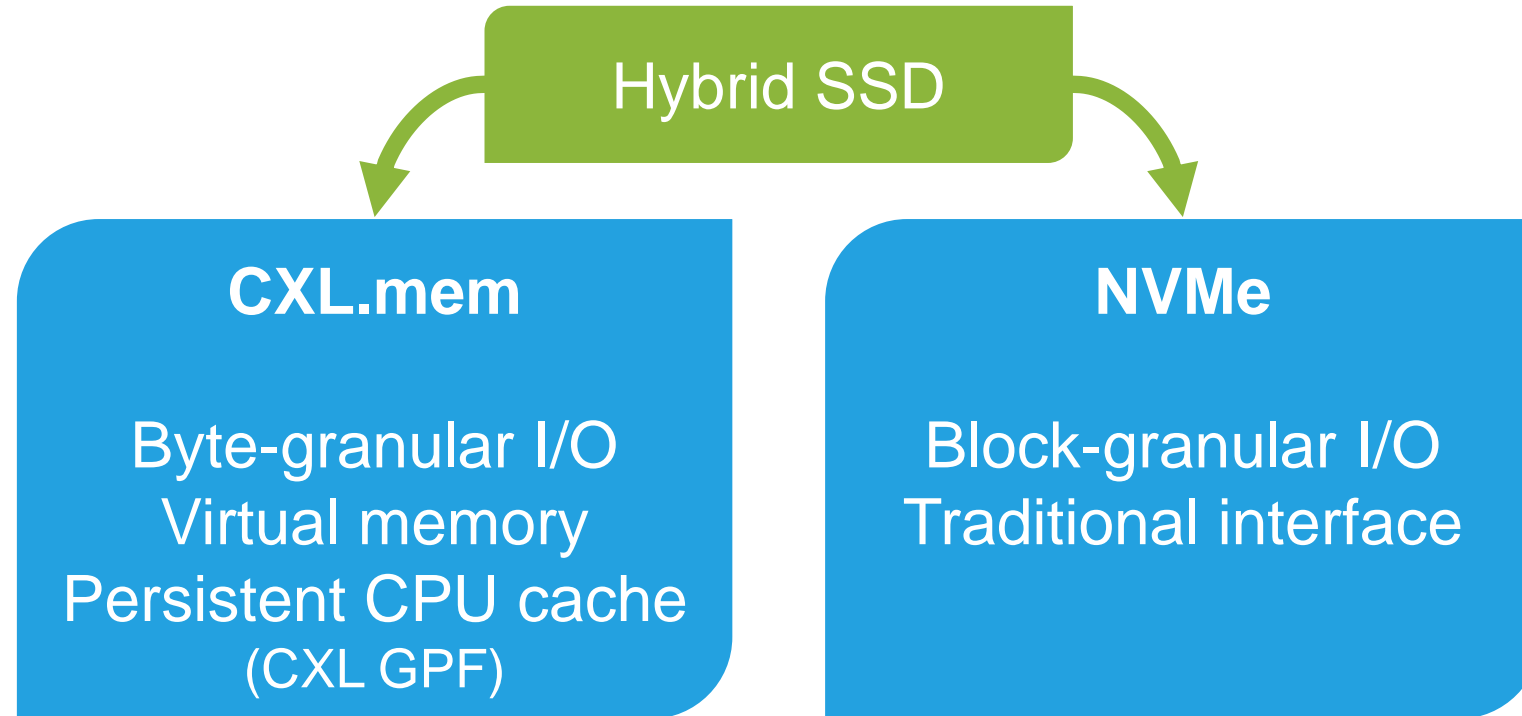 Hybrid SSD
CXL.mem
Byte-granular I/O
Virtual memory
Persistent CPU cache
(CXL GPF)
NVMe
Block-granular I/O
Traditional interface